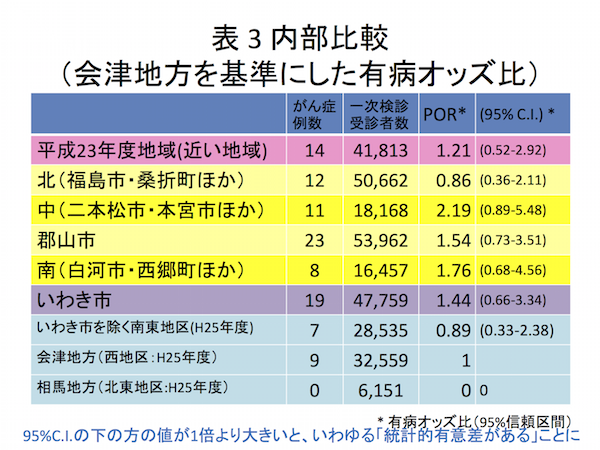 表 3 内部比較
（会津地方を基準にした有病オッズ比）
がん症例数 一次検診受診者数 POR* (95% C.I.) *
平成23年度地域(近い地域) 14 41,813 1.21 (0.52-2.92)
北（福島市・桑折町ほか） 12 50,662 0.86 (0.36-2.11)
中（二本松市・本宮市ほか） 11 18,168 2.19 (0.89-5.48)
郡山市 23 53,962 1.54 (0.73-3.51)
南（白河市・西郷町ほか） 8 16,457 1.76 (0.68-4.56)
いわき市 19 47,759 1.44 (0.66-3.34)
いわき市を除く南東地区(H25年度) 7 28,535 0.89 (0.33-2.38)
会津地方（西地区：H25年度） 9 32,559 1
相馬地方（北東地区:H25年度） 0 6,151 0 0
* 有病オッズ比（95%信頼区間）
95%C.I.の下の方の値が1倍より大きいと、いわゆる「統計的有意差がある」ことに